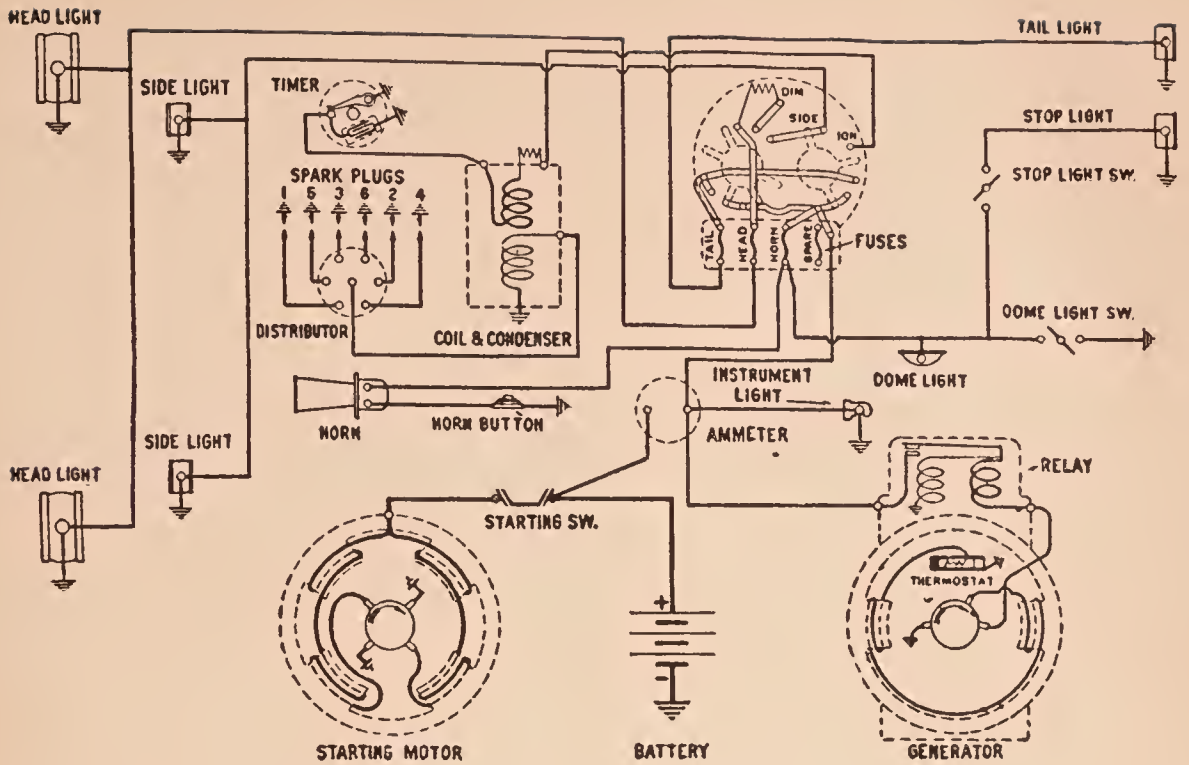 HEAD LIGHT
SIDE LIGHT
TIMER
TAIL LIGHT
DIM
SIDE
IGN
STOP LIGHT
STOP LIGHT SW.
SPARK PLUGS
1 5 3 6 2 4
TAIL
HEAD
HORN
SPARE
FUSES
DISTRIBUTOR
COIL & CONDENSER
DOME LIGHT SW.
DOME LIGHT
INSTRUMENT
LIGHT
HORN
HORN BUTTON
AMMETER
SIDE LIGHT
HEAD LIGHT
RELAY
STARTING SW.
THERMOSTAT
+
-
STARTING MOTOR
BATTERY
GENERATOR